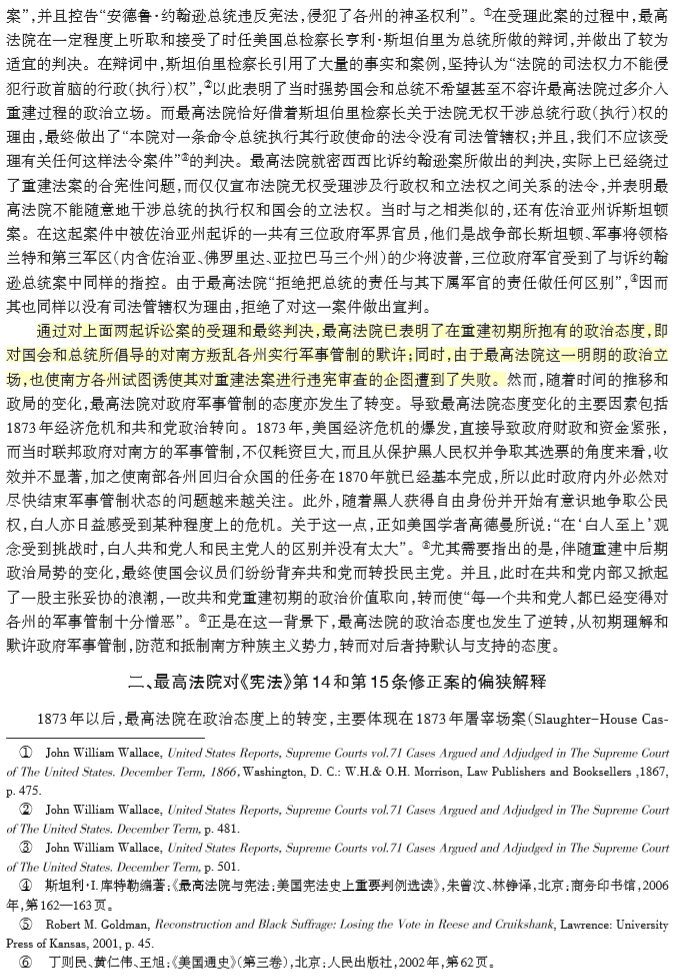 案”,并且控告“安德鲁·约翰逊总统违反宪法,侵犯了各州的神圣权利”。①在受理此案的过程中,最高
法院在一定程度上听取和接受了时任美国总检察长亨利·斯坦伯里为总统所做的辩词,并做出了较为
适宜的判决。在辩词中,斯坦伯里检察长引用了大量的事实和案例,坚持认为“法院的司法权力不能侵
犯行政首脑的行政(执行)权”,②以此表明了当时强势国会和总统不希望甚至不容许最高法院过多介入
重建过程的政治立场。而最高法院恰好借着斯坦伯里检察长关于法院无权干涉总统行政(执行)权的
理由,最终做出了“本院对一条命令总统执行其行政使命的法令没有司法管辖权;并且,我们不应该受
理有关任何这样法令案件”③的判决。最高法院就密西西比诉约翰逊案所做出的判决,实际上已经绕过
了重建法案的合宪性问题,而仅仅宣布法院无权受理涉及行政权和立法权之间关系的法令,并表明最
高法院不能随意地干涉总统的执行权和国会的立法权。当时与之相类似的,还有佐治亚州诉斯坦顿
案。在这起案件中被佐治亚州起诉的一共有三位政府军界官员,他们是战争部长斯坦顿、军事将领格
兰特和第三军区(内含佐治亚、佛罗里达、亚拉巴马三个州)的少将波普,三位政府军官受到了与诉约翰
逊总统案中同样的指控。由于最高法院“拒绝把总统的责任与其下属军官的责任做任何区别”,④因而
其也同样以没有司法管辖权为理由,拒绝了对这一案件做出宣判。
通过对上面两起诉讼案的受理和最终判决,最高法院已表明了在重建初期所抱有的政治态度,即
对国会和总统所倡导的对南方叛乱各州实行军事管制的默许;同时,由于最高法院这一明朗的政治立
场,也使南方各州试图诱使其对重建法案进行违宪审查的企图遭到了失败。然而,随着时间的推移和
政局的变化,最高法院对政府军事管制的态度亦发生了转变。导致最高法院态度变化的主要因素包括
1873年经济危机和共和党政治转向。1873年,美国经济危机的爆发,直接导致政府财政和资金紧张,
而当时联邦政府对南方的军事管制,不仅耗资巨大,而且从保护黑人民权并争取其选票的角度来看,收
效并不显著,加之使南部各州回归合众国的任务在1870年就已经基本完成,所以此时政府内外必然对
尽快结束军事管制状态的问题越来越关注。此外,随着黑人获得自由身份并开始有意识地争取公民
权,白人亦日益感受到某种程度上的危机。关于这一点,正如美国学者高德曼所说:“在‘白人至上’观
念受到挑战时,白人共和党人和民主党人的区别并没有太大”。⑤尤其需要指出的是,伴随重建中后期
政治局势的变化,最终使国会议员们纷纷背弃共和党而转投民主党。并且,此时在共和党内部又掀起
了一股主张妥协的浪潮,一改共和党重建初期的政治价值取向,转而使“每一个共和党人都已经变得对
各州的军事管制十分憎恶”。⑥正是在这一背景下,最高法院的政治态度也发生了逆转,从初期理解和
默许政府军事管制,防范和抵制南方种族主义势力,转而对后者持默认与支持的态度。
二、最高法院对《宪法》第14和第15条修正案的偏狭解释
1873年以后,最高法院在政治态度上的转变,主要体现在1873年屠宰场案(Slaughter-House Cas-
① John William Wallace, United States Reports, Supreme Courts vol.71 Cases Argued and Adjudged in The Supreme Court
of The United States. December Term, 1866, Washington, D. C.: W.H.& O.H. Morrison, Law Publishers and Booksellers ,1867,
p. 475.
② John William Wallace, United States Reports, Supreme Courts vol.71 Cases Argued and Adjudged in The Supreme Court
of The United States. December Term, p. 481.
③ John William Wallace, United States Reports, Supreme Courts vol.71 Cases Argued and Adjudged in The Supreme Court
of The United States. December Term, p. 501.
④ 斯坦利·I.库特勒编著:《最高法院与宪法:美国宪法史上重要判例选读》,朱曾汶、林铮译,北京:商务印书馆,2006
年,第162—163页。
⑤ Robert M. Goldman, Reconstruction and Black Suffrage: Losing the Vote in Reese and Cruikshank, Lawrence: University
Press of Kansas, 2001, p. 45.
⑥ 丁则民、黄仁伟、王旭:《美国通史》(第三卷),北京:人民出版社,2002年,第62页。